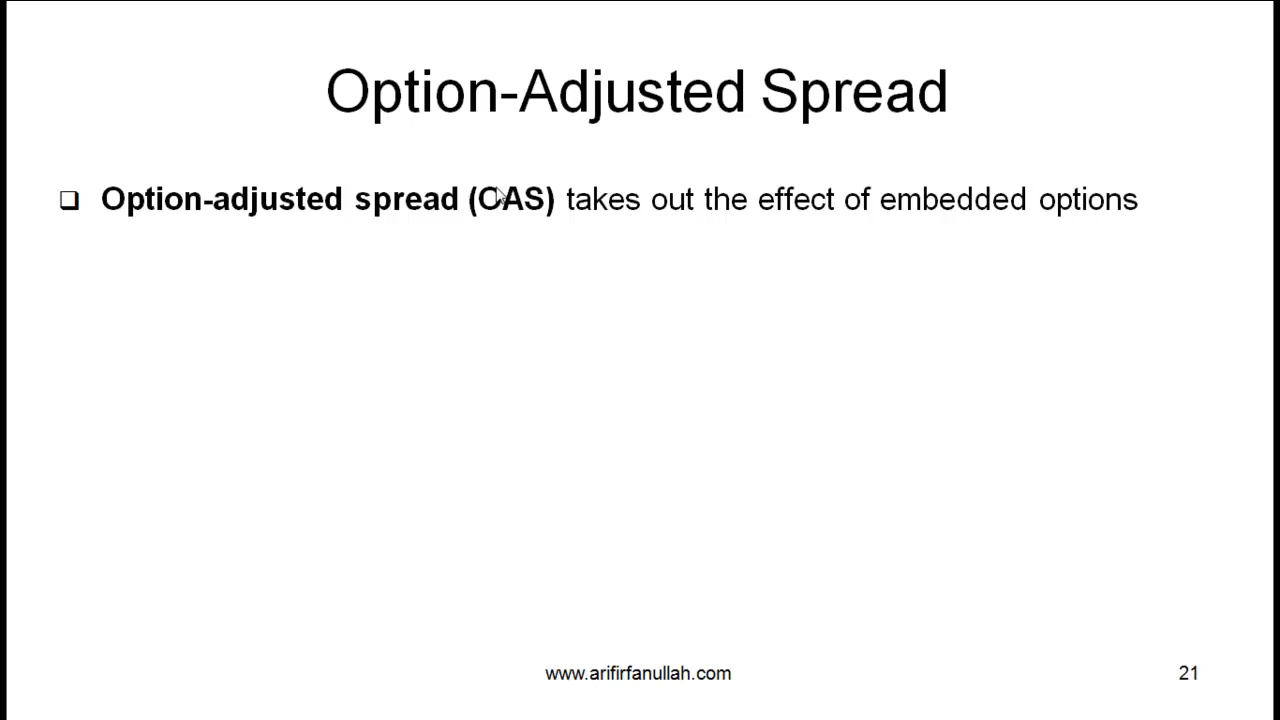 Option-Adjusted Spread
Option-adjusted spread (OAS) takes out the effect of embedded options
www.arifirfanullah.com
21